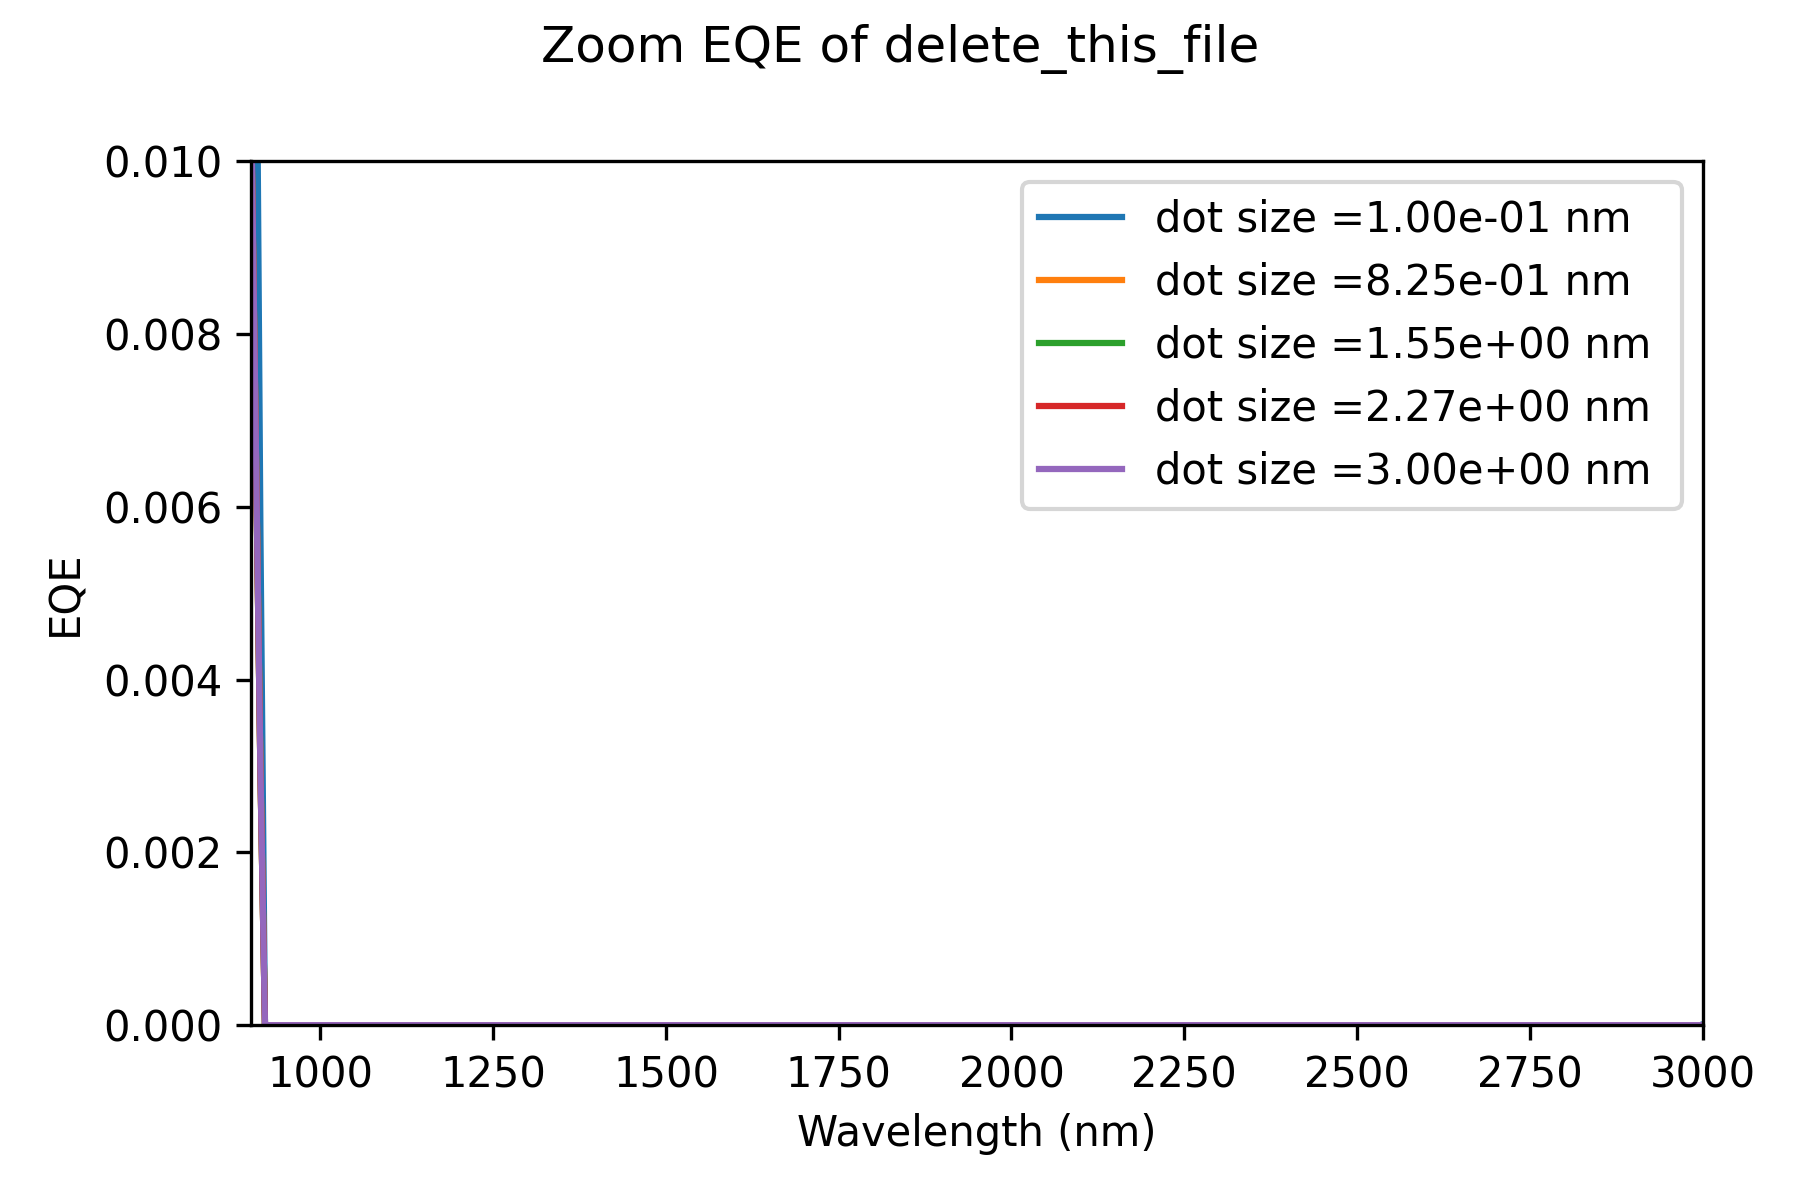 Zoom EQE of delete_this_file
0.010
0.008
0.006
0.004
0.002
0.000
EQE
dot size =1.00e-01 nm
dot size =8.25e-01 nm
dot size =1.55e+00 nm
dot size =2.27e+00 nm
dot size =3.00e+00 nm
1000 1250 1500 1750 2000 2250 2500 2750 3000
Wavelength (nm)